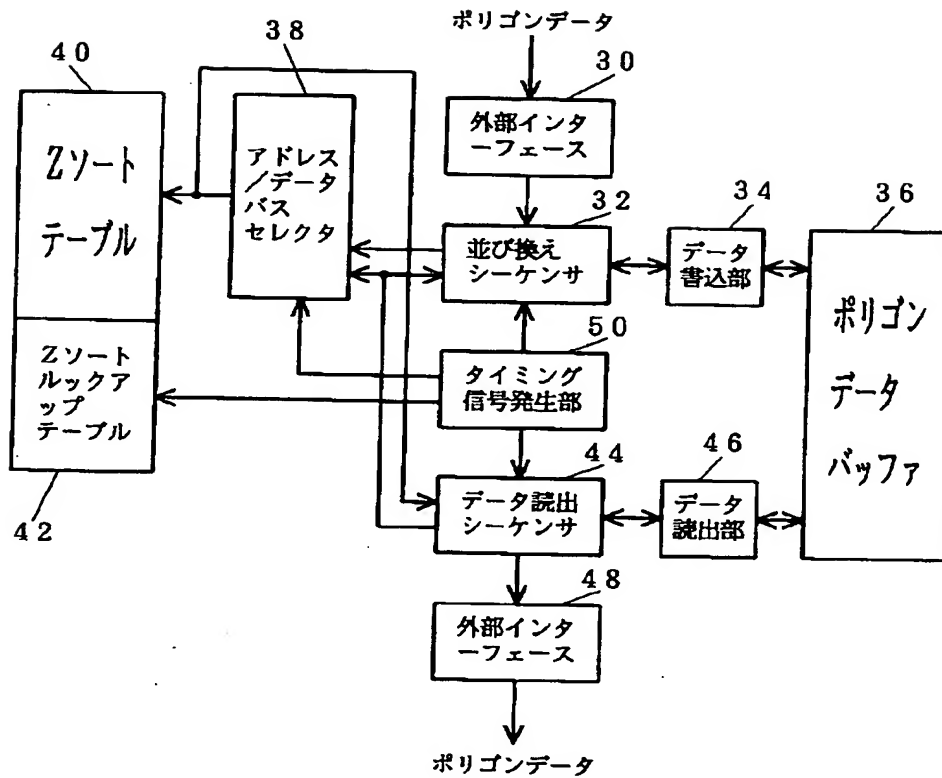 ポリゴンデータ
30
外部インタ
ーフェース
40
Zソート
テーブル
38
アドレス
/データ
バス
セレクタ
32
並び換え
シーケンサ
34
データ
書込部
36
ポリゴン
データ
バッファ
50
タイミング
信号発生部
Zソート
ルックア
ップ
テーブル
42
44
データ読出
シーケンサ
46
データ
読出部
48
外部インタ
ーフェース
ポリゴンデータ